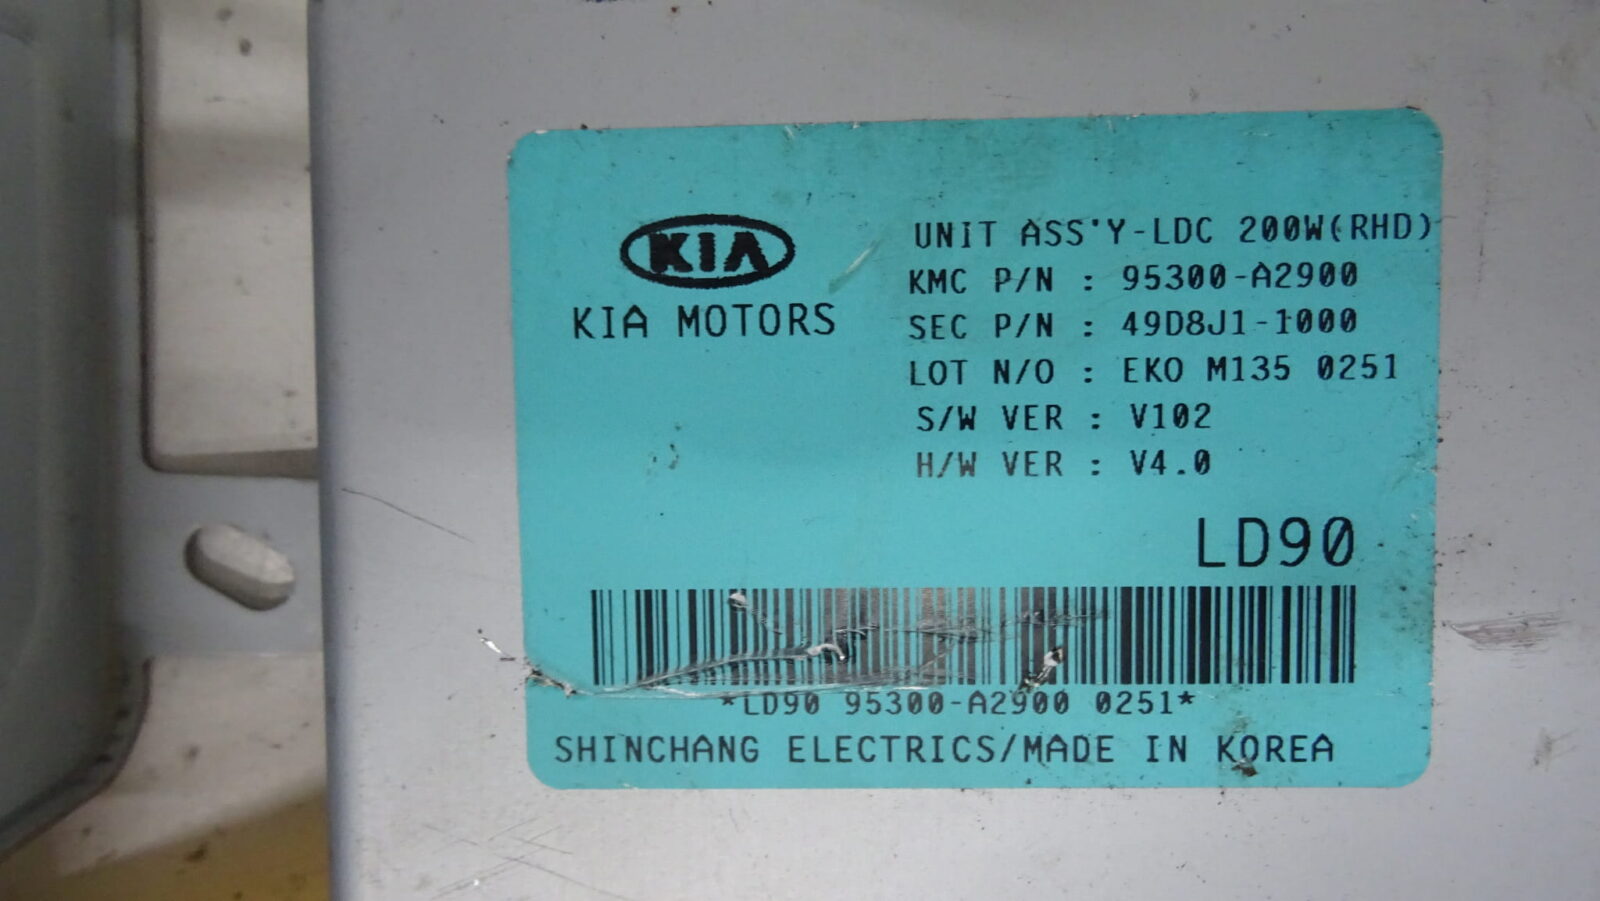 KIA
KIA MOTORS
UNIT ASS'Y-LDC 200W(RHD)
KMC P/N : 95300-A2900
SEC P/N : 49D8J1-1000
LOT N/O : EKO M135 0251
S/W VER : V102
H/W VER : V4.0
LD90
*LD90 95300-A2900 0251*
SHINCHANG ELECTRICS/MADE IN KOREA